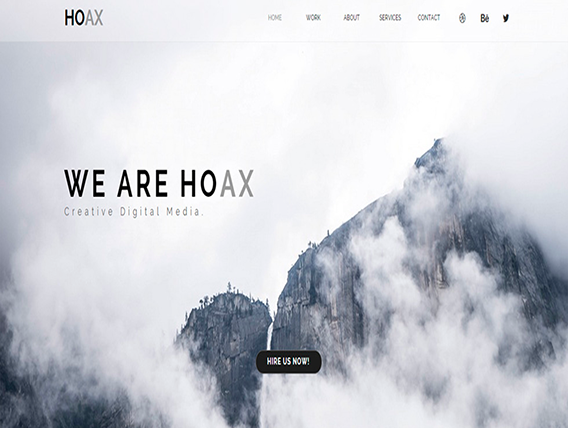 HOAX
HOME WORK ABOUT SERVICES CONTACT Bē
WE ARE HOAX
Creative Digital Media.
HIRE US NOW!